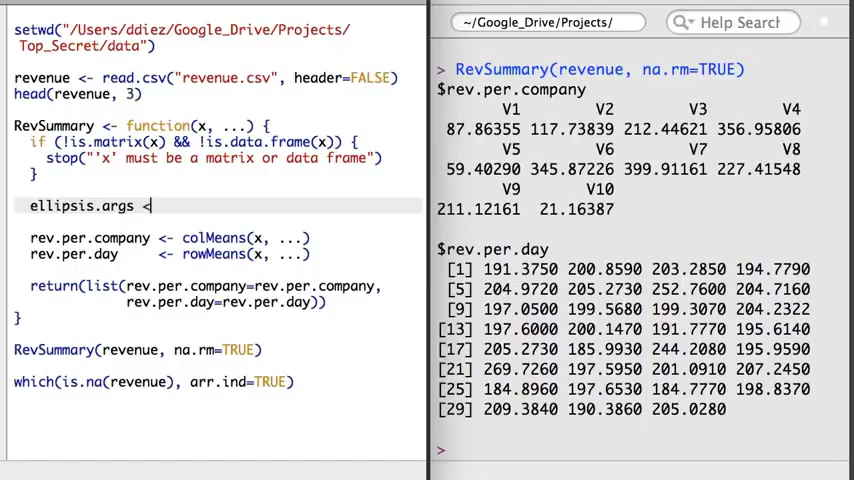 setwd("/Users/ddiez/Google_Drive/Projects/
Top_Secret/data")
revenue <- read.csv("revenue.csv", header=FALSE)
head(revenue, 3)
RevSummary <- function(x, ...) {
if (!is.matrix(x) && !is.data.frame(x)) {
stop("'x' must be a matrix or data frame")
}
ellipsis.args <
rev.per.company <- colMeans(x, ...)
rev.per.day <- rowMeans(x, ...)
return(list(rev.per.company=rev.per.company,
rev.per.day=rev.per.day))
}
RevSummary(revenue, na.rm=TRUE)
which(is.na(revenue), arr.ind=TRUE)
~/Google_Drive/Projects/
Help Search
> RevSummary(revenue, na.rm=TRUE)
$rev.per.company
V1 V2 V3 V4
87.86355 117.73839 212.44621 356.95806
V5 V6 V7 V8
59.40290 345.87226 399.91161 227.41548
V9 V10
211.12161 21.16387
$rev.per.day
[1] 191.3750 200.8590 203.2850 194.7790
[5] 204.9720 205.2730 252.7600 204.7160
[9] 197.0500 199.5680 199.3070 204.2322
[13] 197.6000 200.1470 191.7770 195.6140
[17] 205.2730 185.9930 244.2080 195.9590
[21] 269.7260 197.5950 201.0910 207.2450
[25] 184.8960 197.6530 184.7770 198.8370
[29] 209.3840 190.3860 205.0280
>